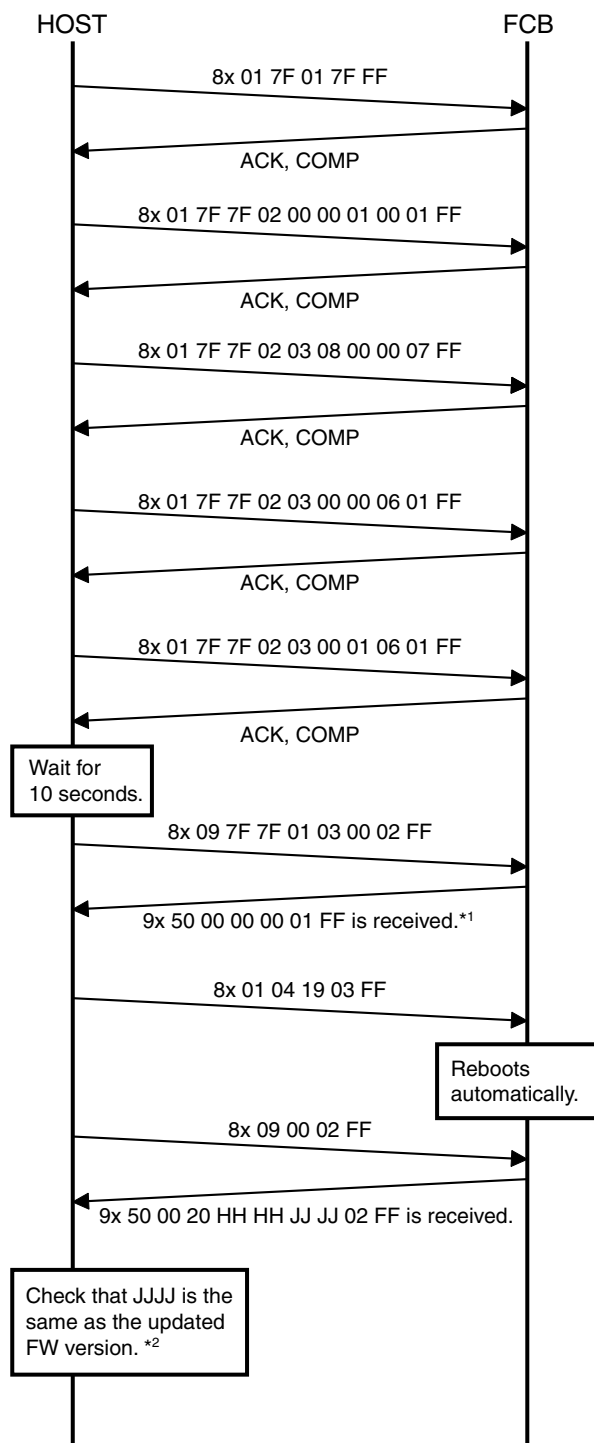 HOST
FCB
8x 01 7F 01 7F FF
ACK, COMP
8x 01 7F 7F 02 00 00 01 00 01 FF
ACK, COMP
8x 01 7F 7F 02 03 08 00 00 07 FF
ACK, COMP
8x 01 7F 7F 02 03 00 00 06 01 FF
ACK, COMP
8x 01 7F 7F 02 03 00 01 06 01 FF
ACK, COMP
Wait for
10 seconds.
8x 09 7F 7F 01 03 00 02 FF
9x 50 00 00 00 01 FF is received.*1
8x 01 04 19 03 FF
Reboots
automatically.
8x 09 00 02 FF
9x 50 00 20 HH HH JJ JJ 02 FF is received.
Check that JJJJ is the
same as the updated
FW version. *2